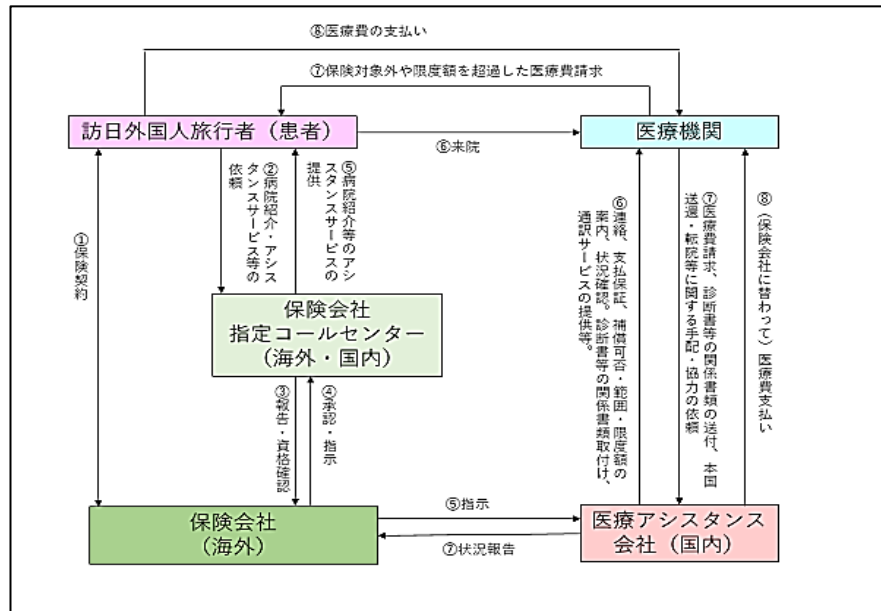 ⑧医療費の支払い
⑦保険対象外や限度額を超過した医療費請求
訪日外国人旅行者（患者）
医療機関
⑥来院
①保険契約
②病院紹介・アシス
タンスサービス等の
依頼
⑤病院紹介等のアシ
スタンスサービスの
提供
⑥連絡、支払保証、補償可否・範囲・限度額の
案内、状況確認。診断書等の関係書類取付け、
通訳サービスの提供等。
⑦医療費請求、診断書等の関係書類の送付、本国
送還・転院等に関する手配・協力の依頼
⑧（保険会社に替わって）医療費支払い
保険会社
指定コールセンター
（海外・国内）
③報告・資格確認
④承認・指示
保険会社
（海外）
⑤指示
⑦状況報告
医療アシスタンス
会社（国内）